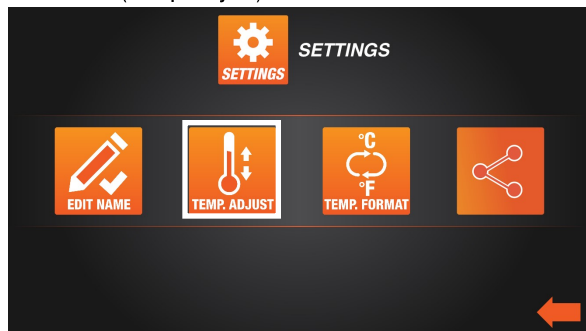 SETTINGS
SETTINGS
EDIT NAME
TEMP. ADJUST
°C
°F
TEMP. FORMAT